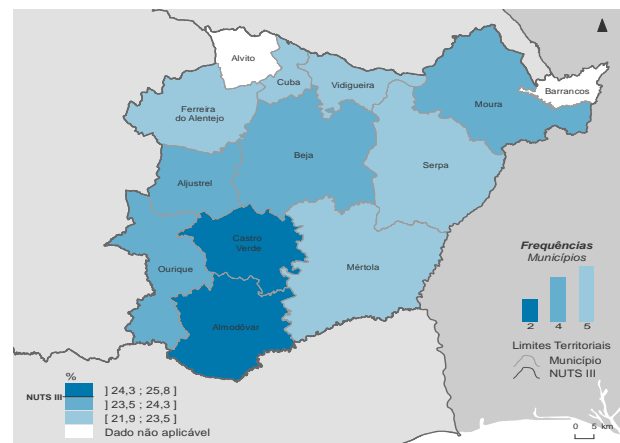 Alvito
Cuba
Vidigueira
Ferreira
do Alentejo
Moura
Barrancos
Beja
Aljustrel
Serpa
Castro
Verde
Ourique
Mértola
Almodôvar
Frequências
Municípios
2 4 5
Limites Territoriais
Município
NUTS III
%
NUTS III
] 24,3 ; 25,8 ]
] 23,5 ; 24,3 ]
] 21,9 ; 23,5 ]
Dado não aplicável
0 5 km